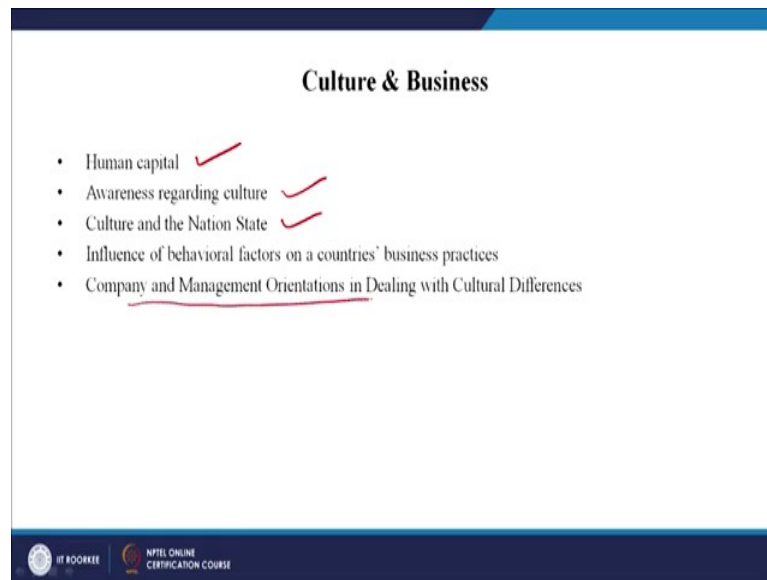 Culture & Business
• Human capital
• Awareness regarding culture
• Culture and the Nation State
• Influence of behavioral factors on a countries' business practices
• Company and Management Orientations in Dealing with Cultural Differences
IIT ROORKEE
NPTEL ONLINE
CERTIFICATION COURSE